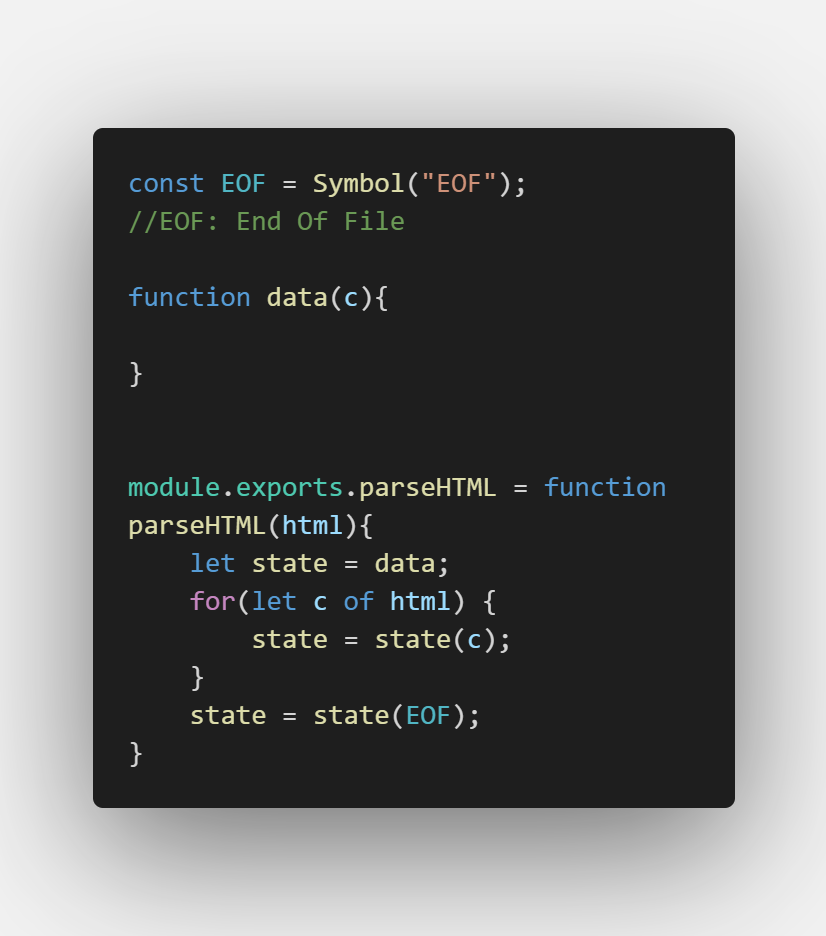 const EOF = Symbol("EOF");
//EOF: End Of File
function data(c){
}
module.exports.parseHTML = function
parseHTML(html){
    let state = data;
    for(let c of html) {
        state = state(c);
    }
    state = state(EOF);
}